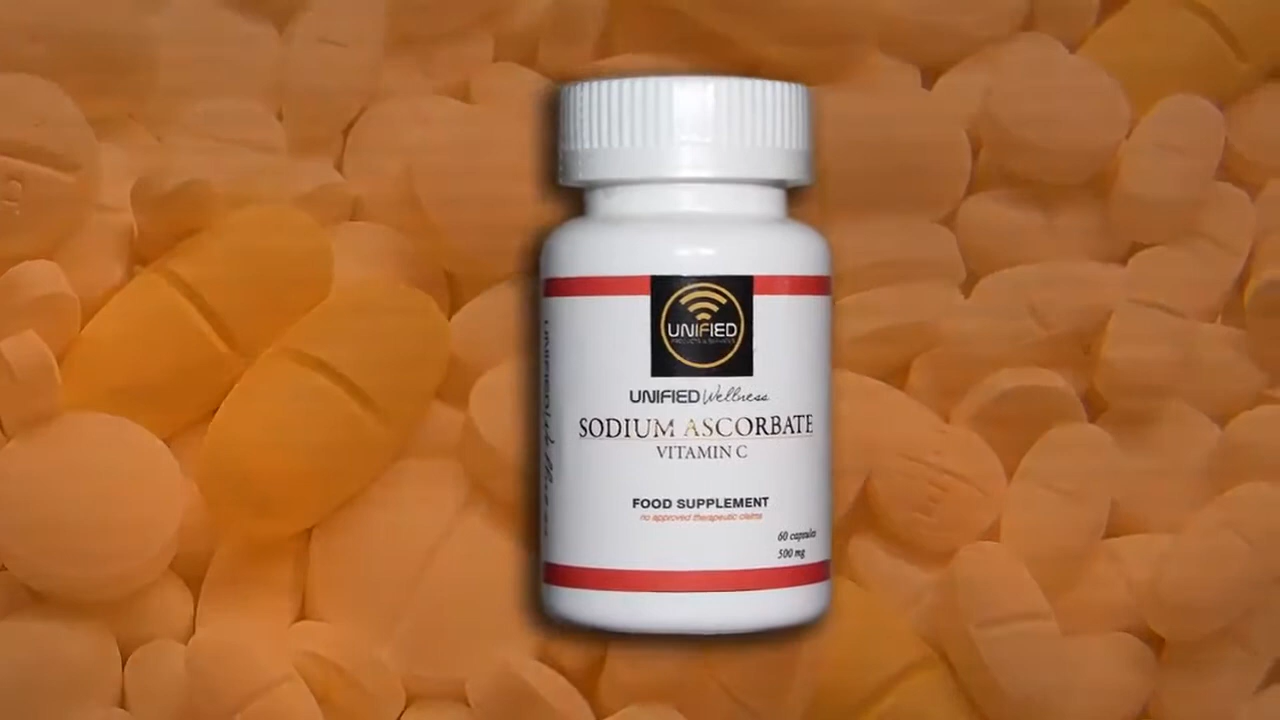 UNIFIED
PRODUCTS & SERVICES
UNIFIED Wellness
SODIUM ASCORBATE
VITAMIN C
FOOD SUPPLEMENT
no approved therapeutic claims
60 capsules
500 mg